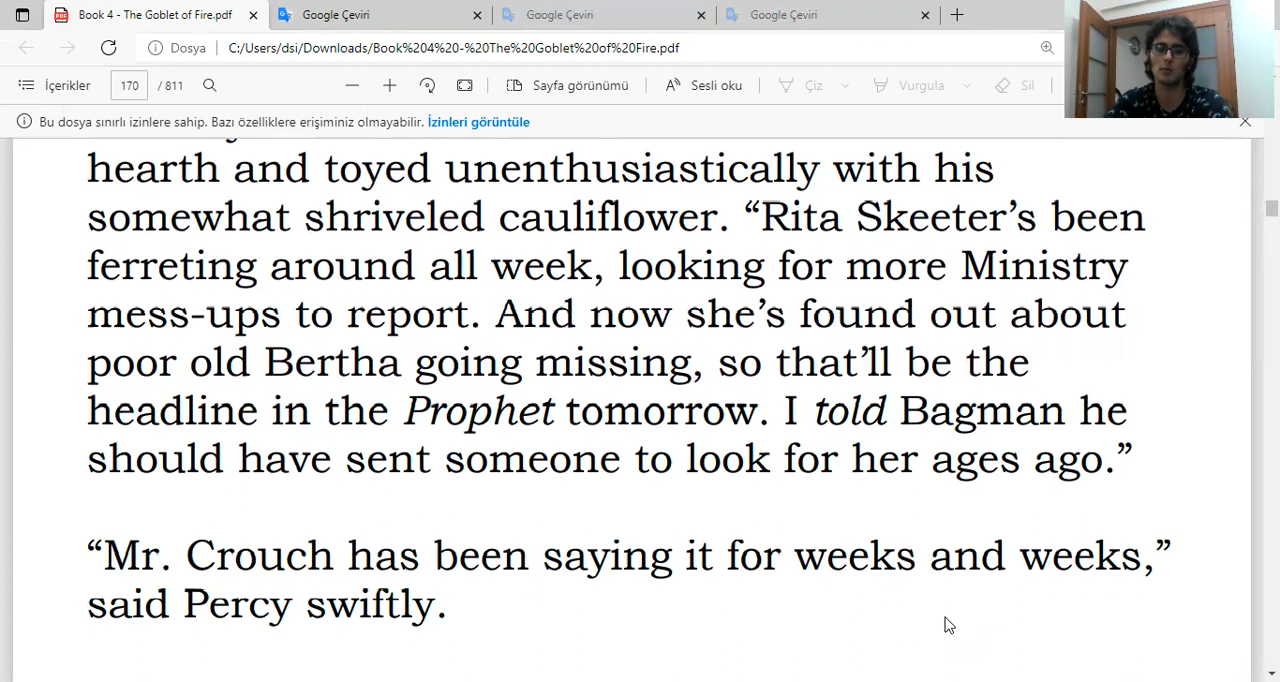 Book 4 - The Goblet of Fire.pdf
Google Çeviri
Google Çeviri
Google Çeviri
Dosya
C:/Users/dsi/Downloads/Book%204%20-%20The%20Goblet%20of%20Fire.pdf
İçerikler
170 / 811
Sayfa görünümü
Sesli oku
Çiz
Vurgula
Sil
Bu dosya sınırlı izinlere sahip. Bazı özelliklere erişiminiz olmayabilir. İzinleri görüntüle
hearth and toyed unenthusiastically with his
somewhat shriveled cauliflower. “Rita Skeeter’s been
ferreting around all week, looking for more Ministry
mess-ups to report. And now she’s found out about
poor old Bertha going missing, so that’ll be the
headline in the Prophet tomorrow. I told Bagman he
should have sent someone to look for her ages ago.”
“Mr. Crouch has been saying it for weeks and weeks,”
said Percy swiftly.